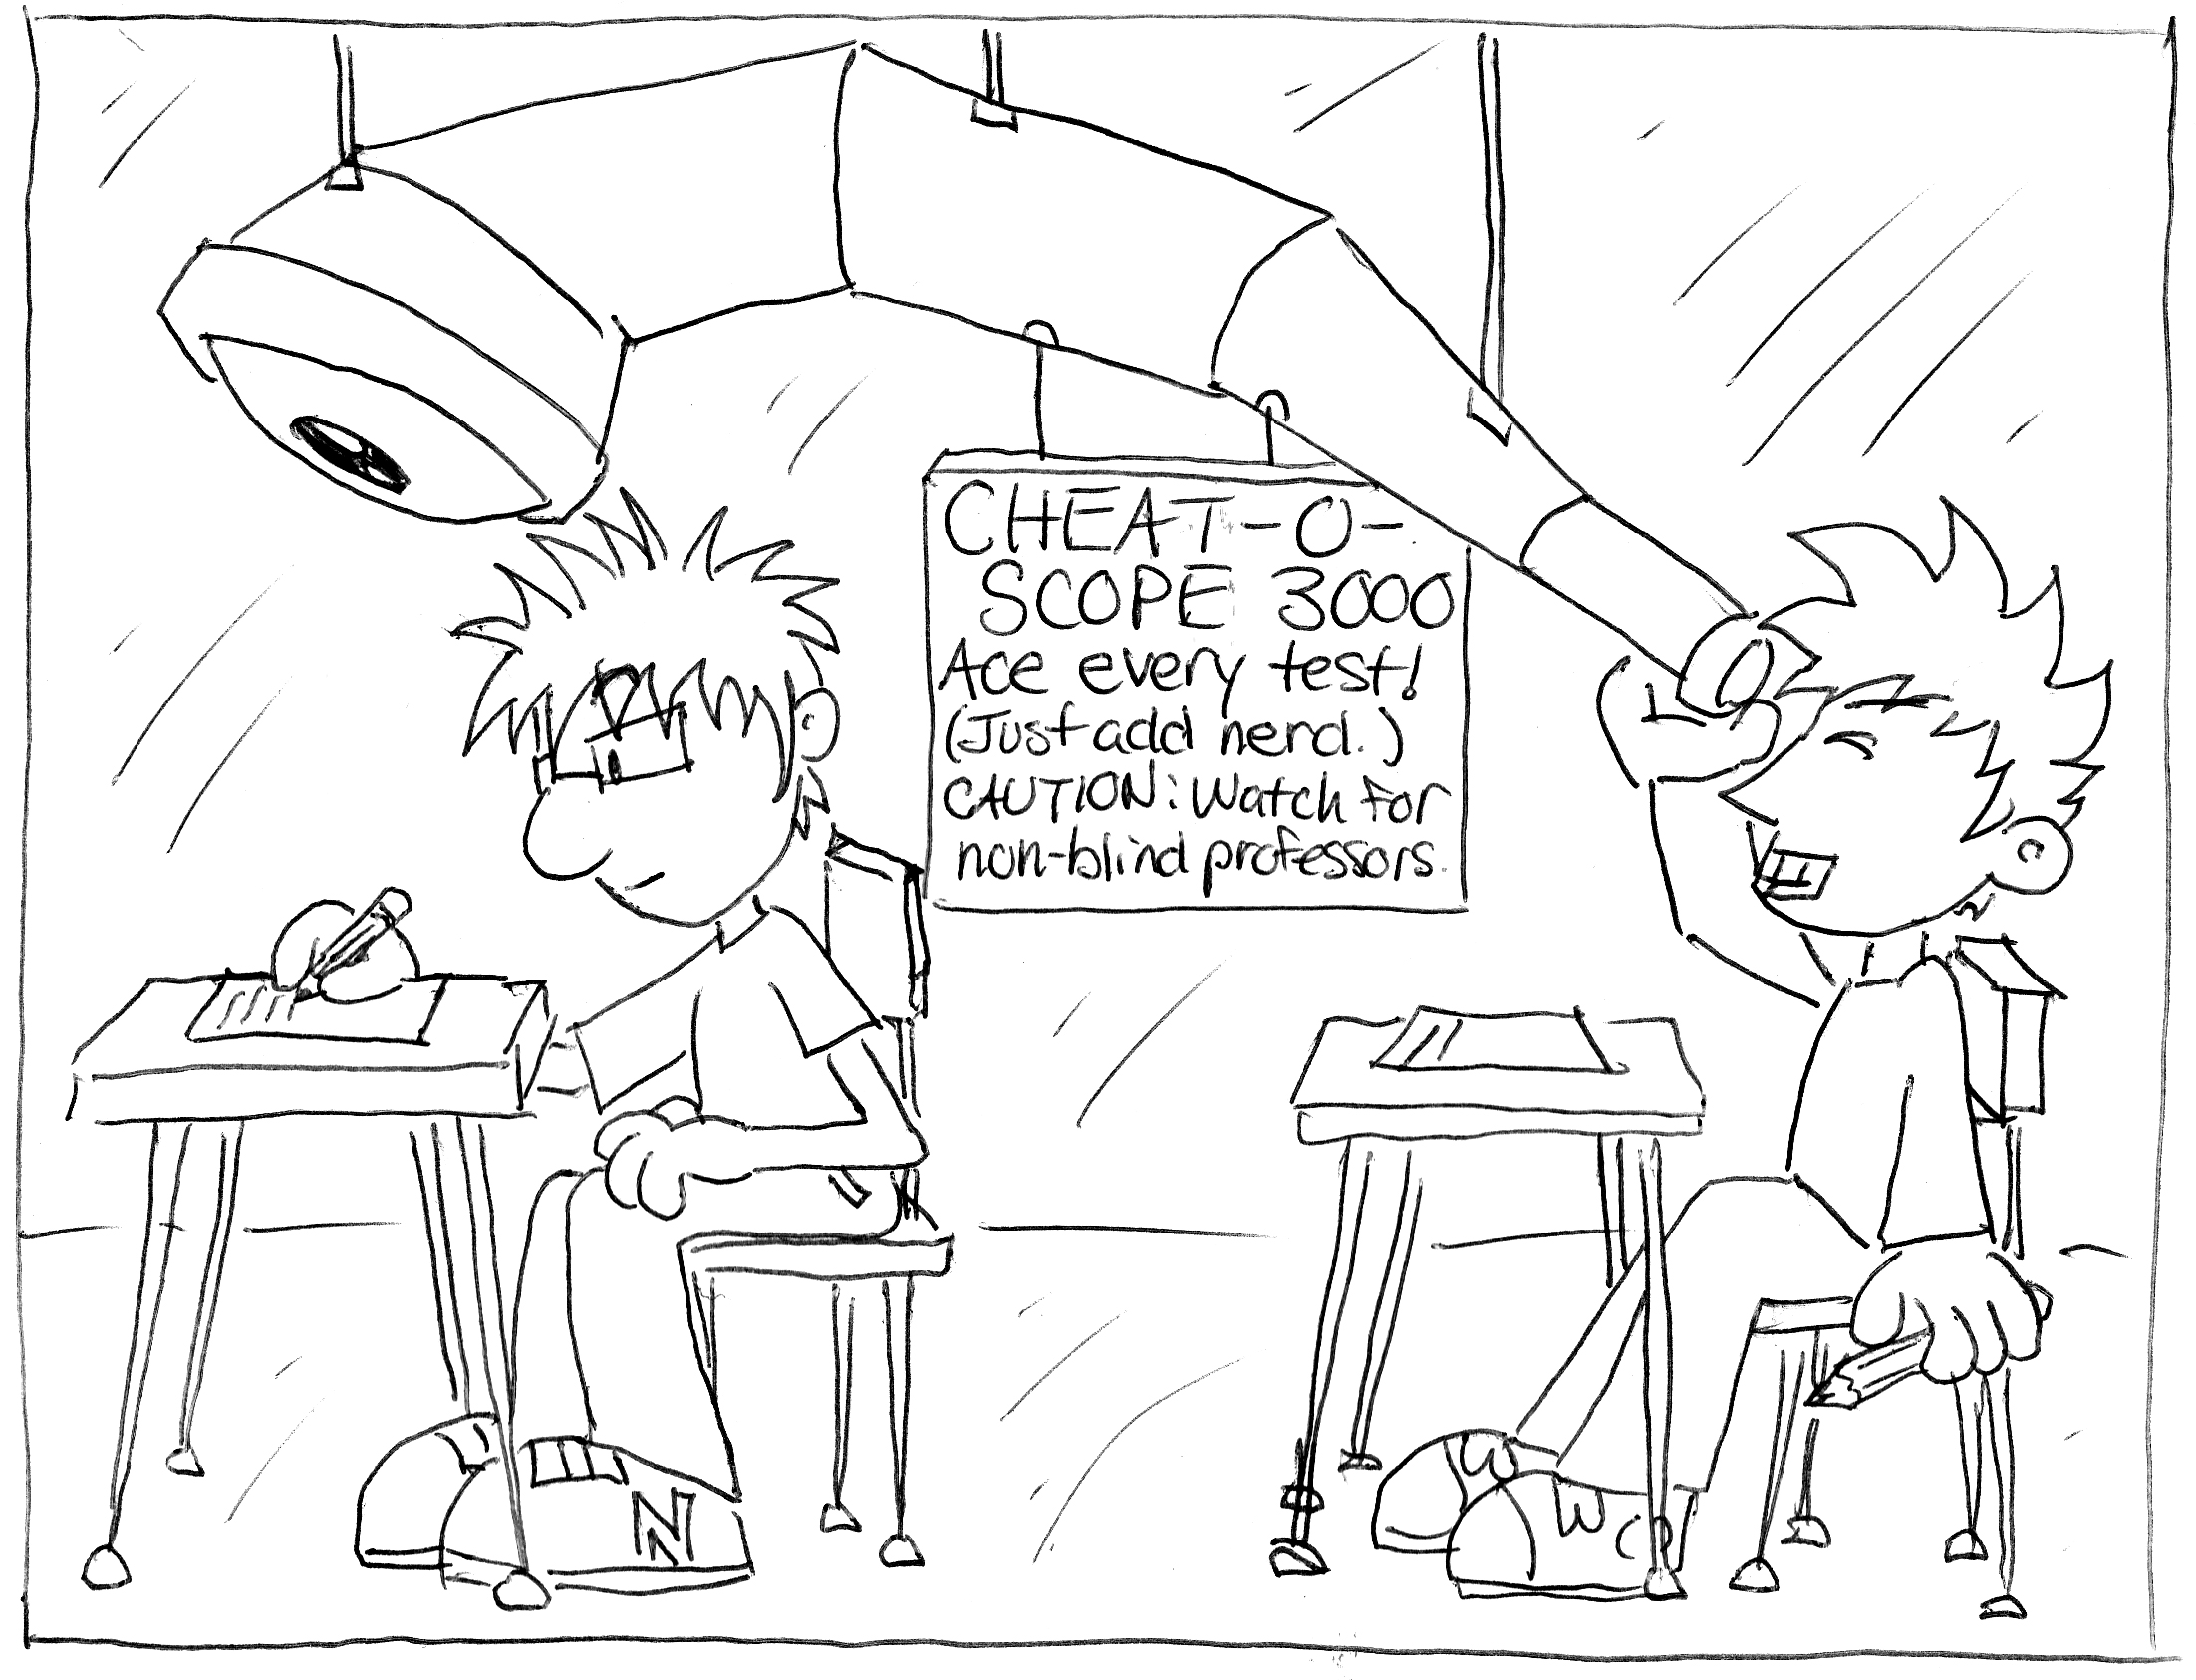 CHEAT-O-
SCOPE 3000
Ace every test!
(Just add nerd.)
CAUTION: Watch for
non-blind professors.
N